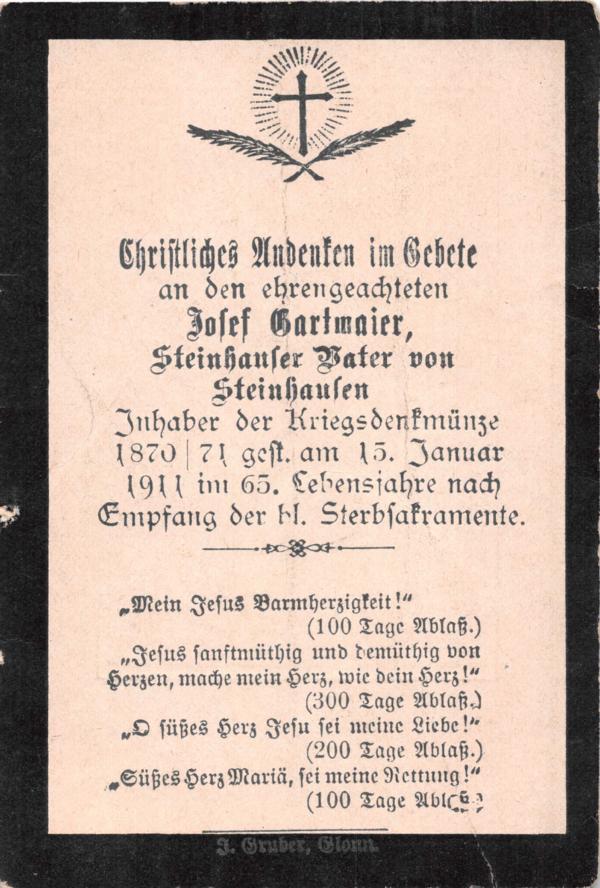 Christliches Andenken im Gebete
an den ehrengeachteten
Josef Gartmaier,
Steinhauser Vater von
Steinhausen
Inhaber der Kriegsdenkmünze
1870|71 gest. am 15. Januar
1911 im 65. Lebensjahre nach
Empfang der hl. Sterbsakramente.
„Mein Jesus Barmherzigkeit!“
(100 Tage Ablaß.)
„Jesus sanftmüthig und demüthig von
Herzen, mache mein Herz, wie dein Herz!“
(300 Tage Ablaß.)
„O süßes Herz Jesu sei meine Liebe!“
(200 Tage Ablaß.)
„Süßes Herz Mariä, sei meine Rettung!“
(100 Tage Ablaß.)
J. Gruber, Glonn.